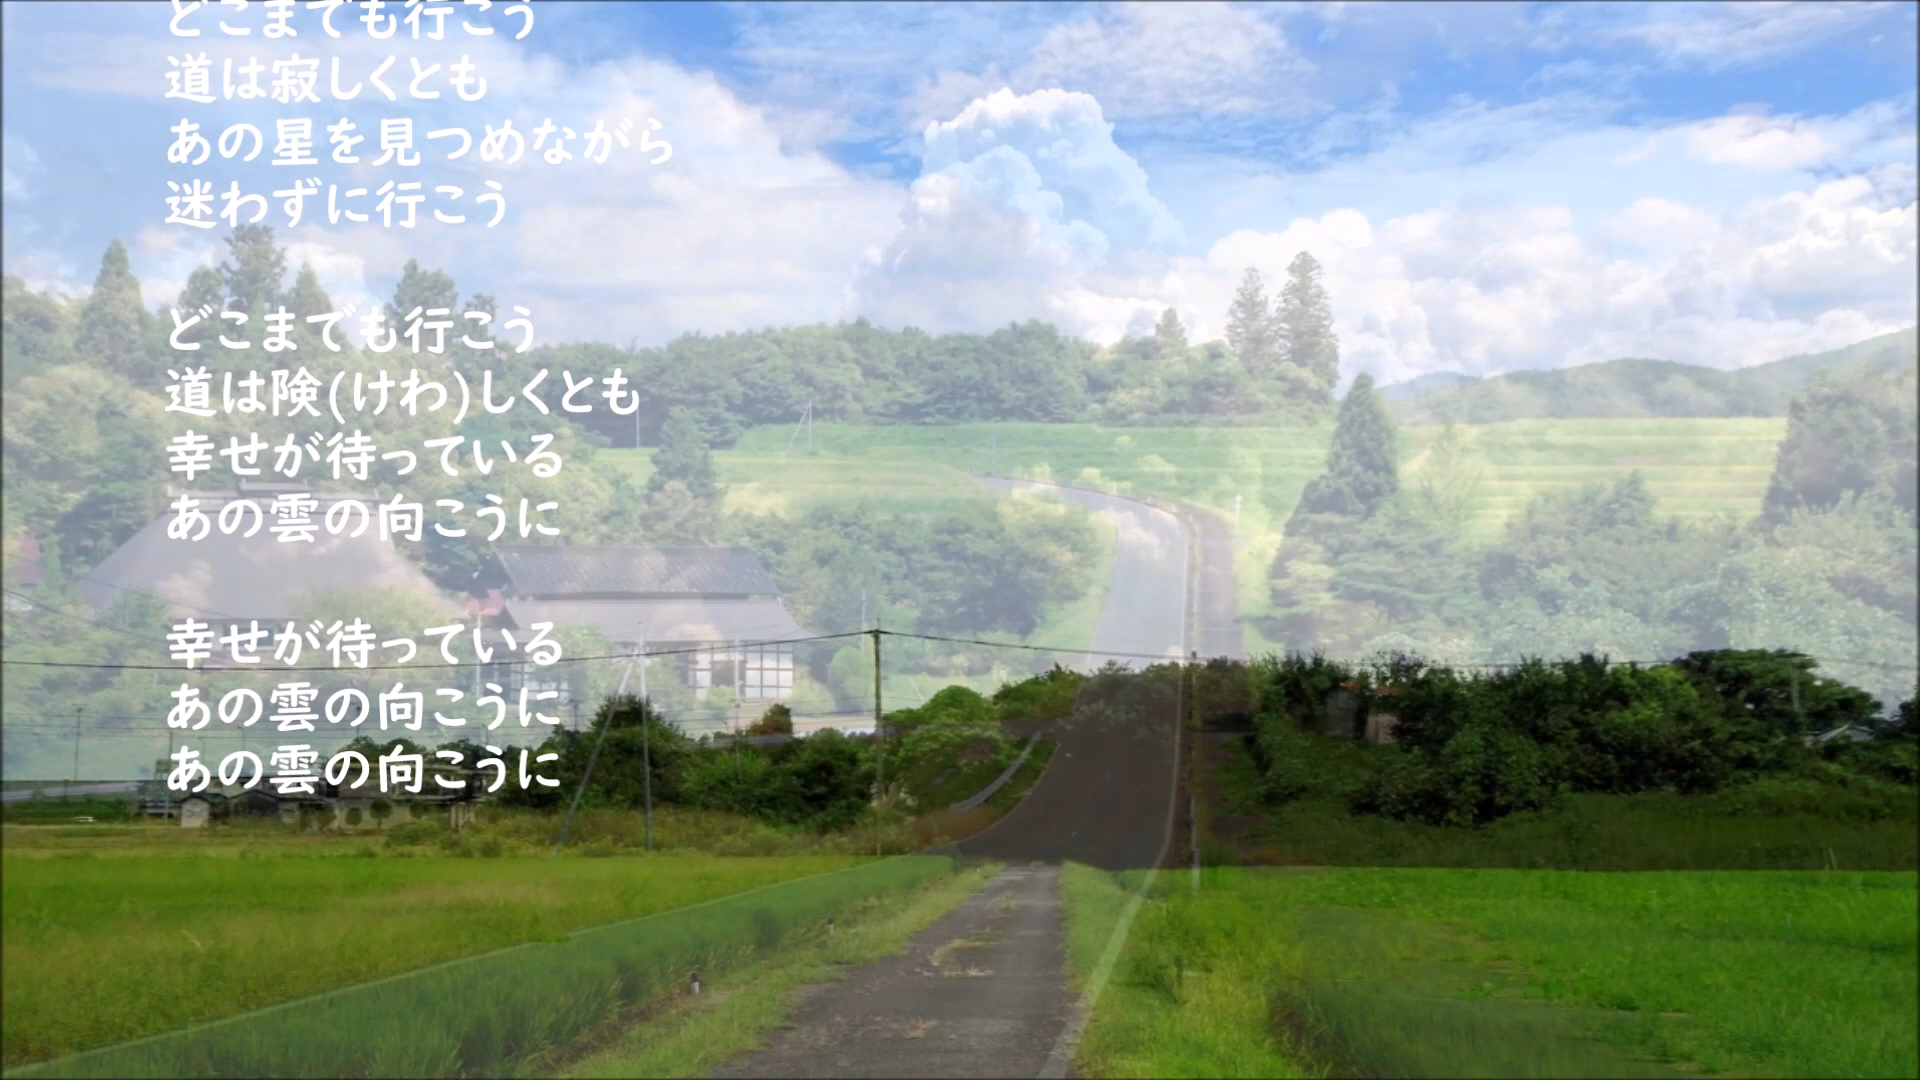 どこまでも行こう
道は寂しくとも
あの星を見つめながら
迷わずに行こう
どこまでも行こう
道は険(けわ)しくとも
幸せが待っている
あの雲の向こうに
幸せが待っている
あの雲の向こうに
あの雲の向こうに